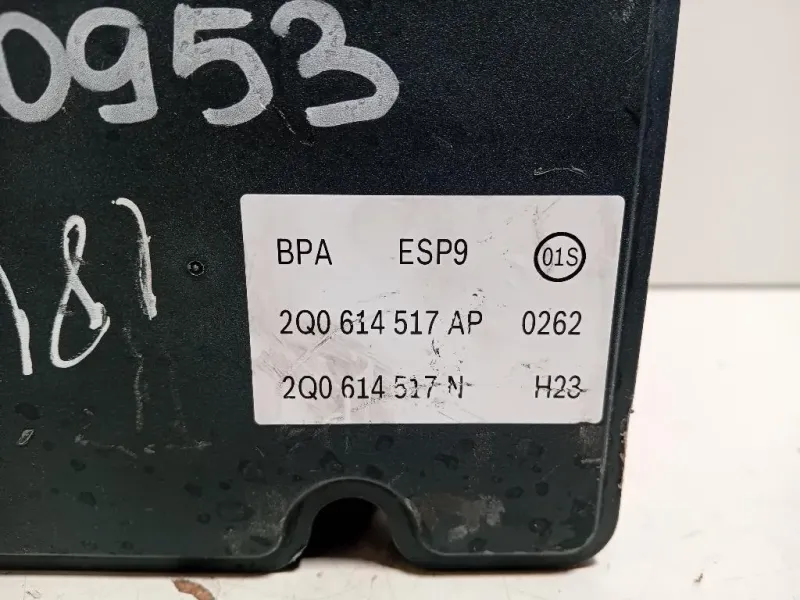 0953
181
BPA ESP9 01S
2Q0 614 517 AP 0262
2Q0 614 517 N H23